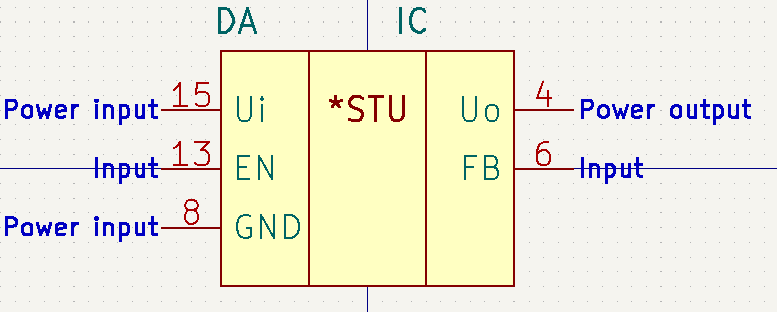 DA IC
Power input 15 Ui *STU Uo 4 Power output
Input 13 EN FB 6 Input
Power input 8 GND